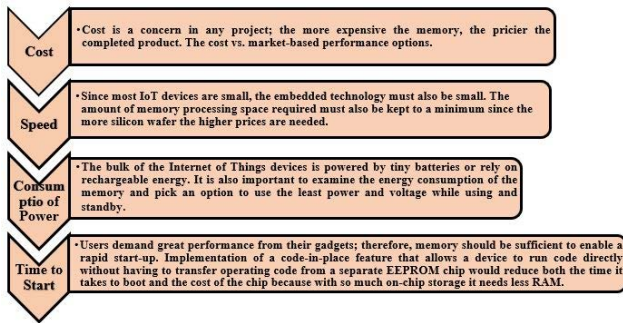 Cost
•Cost is a concern in any project; the more expensive the memory, the pricier the
completed product. The cost vs. market-based performance options.
Speed
•Since most IoT devices are small, the embedded technology must also be small. The
amount of memory processing space required must also be kept to a minimum since the
more silicon wafer the higher prices are needed.
Consum
ptio of
Power
•The bulk of the Internet of Things devices is powered by tiny batteries or rely on
rechargeable energy. It is also important to examine the energy consumption of the
memory and pick an option to use the least power and voltage while using and
standby.
Time to
Start
•Users demand great performance from their gadgets; therefore, memory should be sufficient to enable a
rapid start-up. Implementation of a code-in-place feature that allows a device to run code directly
without having to transfer operating code from a separate EEPROM chip would reduce both the time it
takes to boot and the cost of the chip because with so much on-chip storage it needs less RAM.